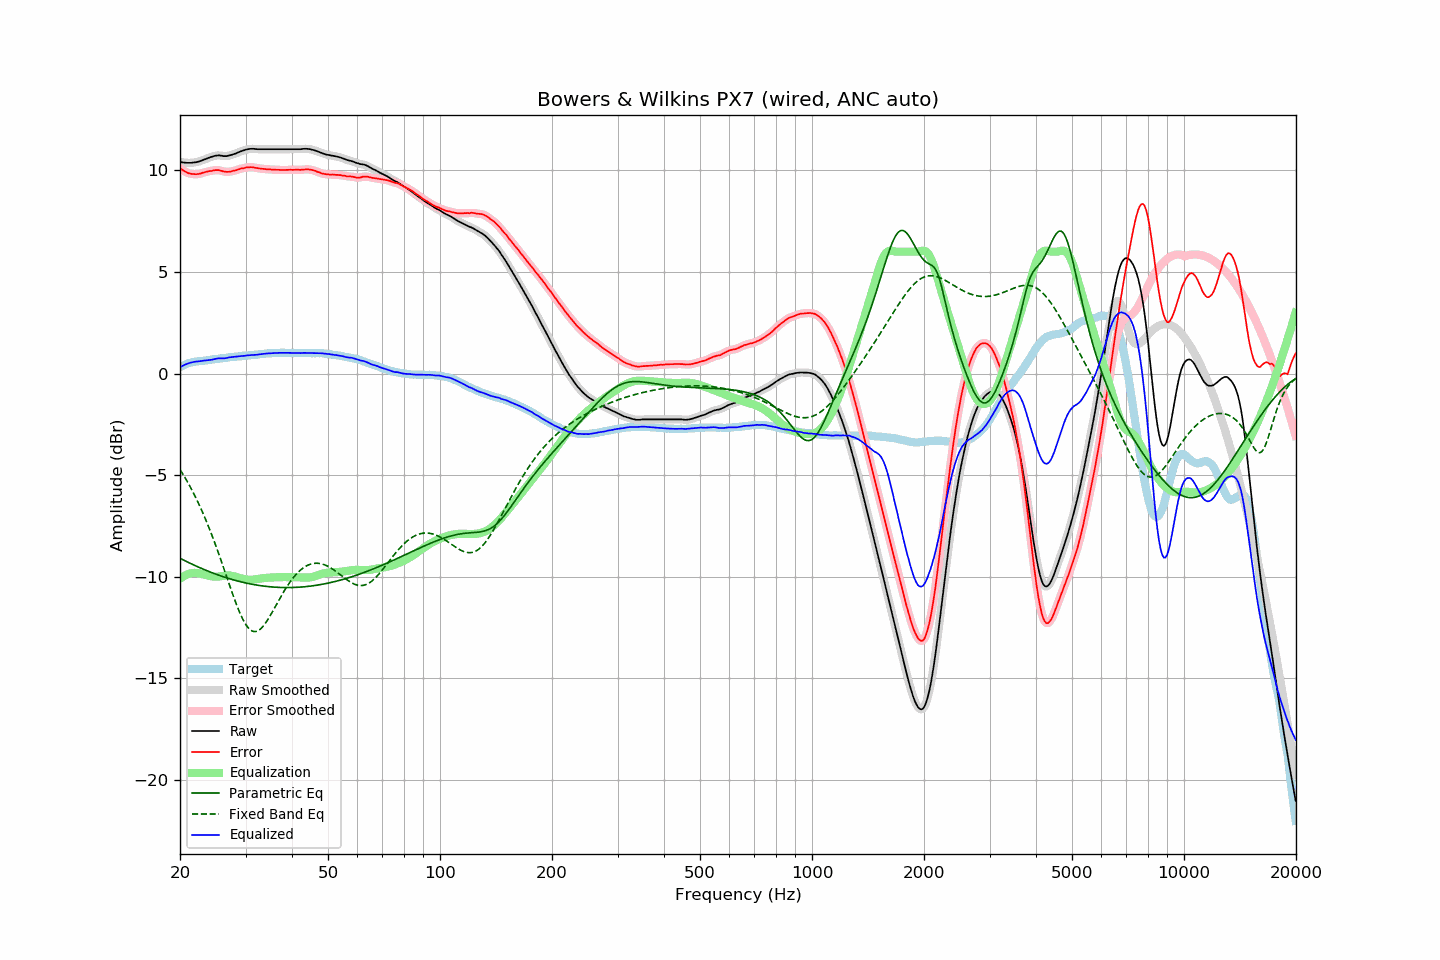 Bowers & Wilkins PX7 (wired, ANC auto)
10
5
0
−5
−10
−15
−20
Amplitude (dBr)
Target
Raw Smoothed
Error Smoothed
Raw
Error
Equalization
Parametric Eq
Fixed Band Eq
Equalized
20 50 100 200 500 1000 2000 5000 10000 20000
Frequency (Hz)